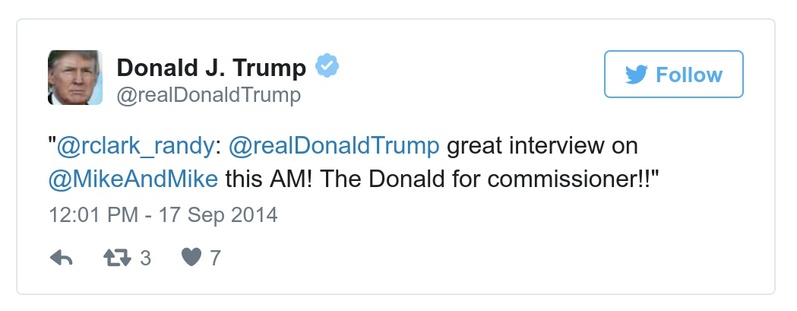 Donald J. Trump
@realDonaldTrump
Follow
"@rclark_randy: @realDonaldTrump great interview on
@MikeAndMike this AM! The Donald for commissioner!!"
12:01 PM - 17 Sep 2014
3 7